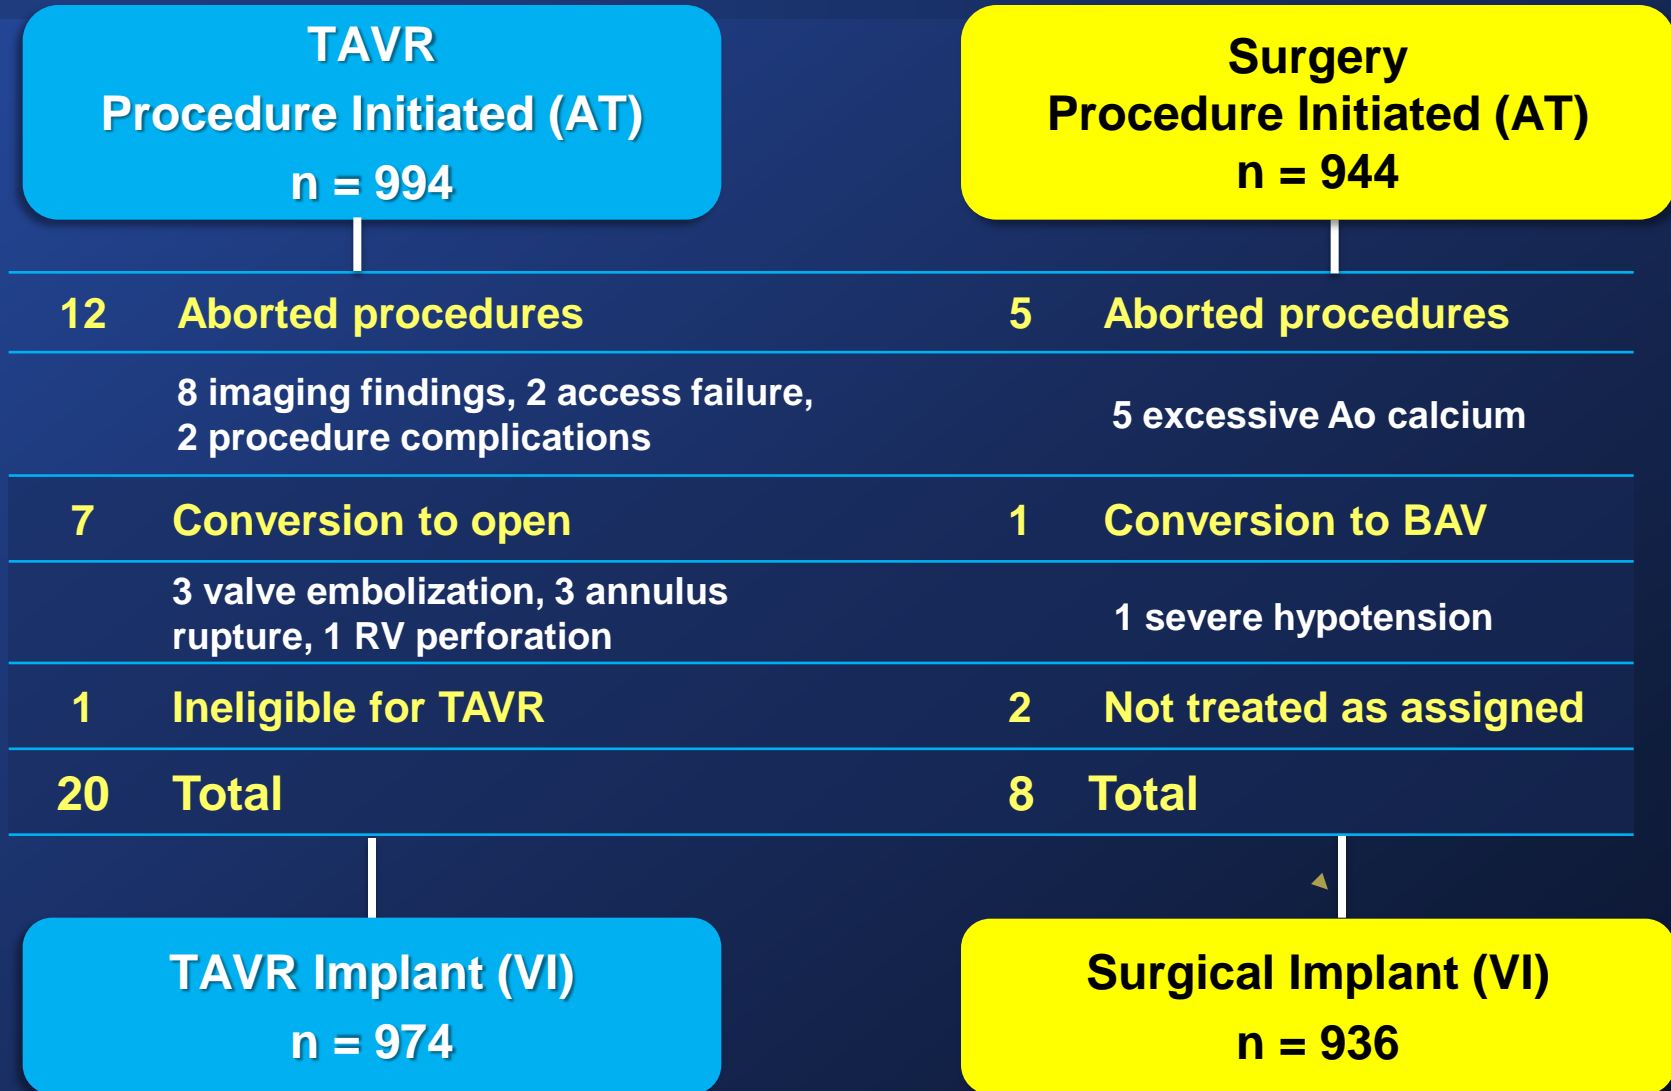 TAVR
Procedure Initiated (AT)
n = 994
Surgery
Procedure Initiated (AT)
n = 944
12 Aborted procedures
5 Aborted procedures
8 imaging findings, 2 access failure,
2 procedure complications
5 excessive Ao calcium
7 Conversion to open
1 Conversion to BAV
3 valve embolization, 3 annulus
rupture, 1 RV perforation
1 severe hypotension
1 Ineligible for TAVR
2 Not treated as assigned
20 Total
8 Total
TAVR Implant (VI)
n = 974
Surgical Implant (VI)
n = 936